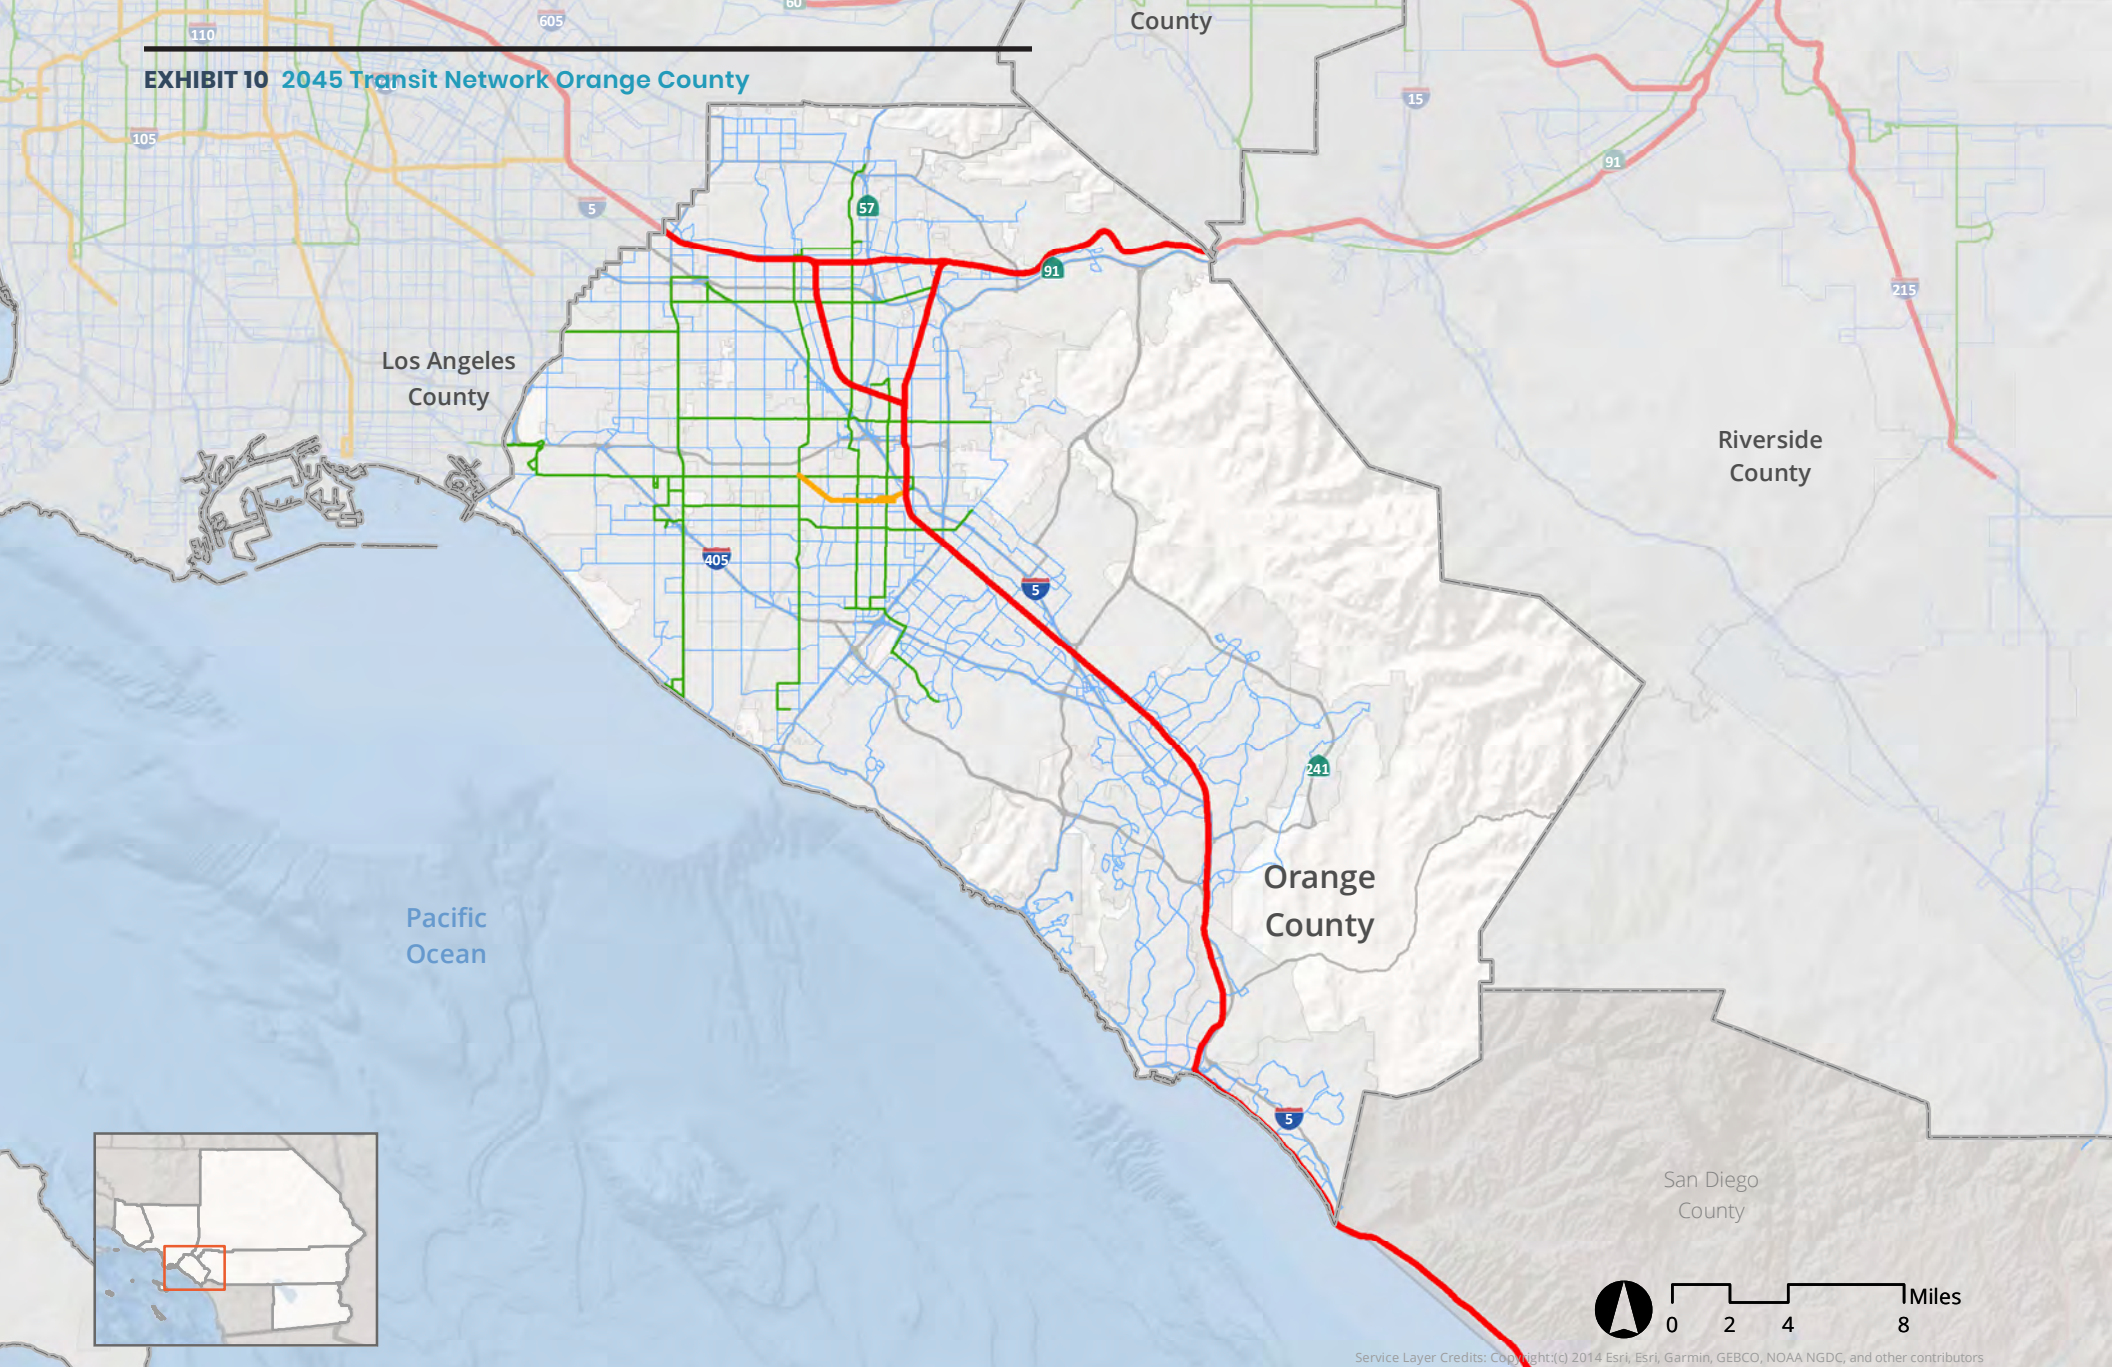 60
County
605
110
EXHIBIT 10 2045 Transit Network Orange County
15
105
91
57
5
91
215
Los Angeles
County
Riverside
County
405
5
241
Orange
County
Pacific
Ocean
5
San Diego
County
Miles
0 2 4 8
Service Layer Credits: Copyright:(c) 2014 Esri, Esri, Garmin, GEBCO, NOAA NGDC, and other contributors